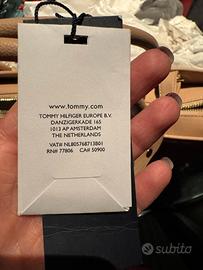 www.tommy.com
TOMMY HILFIGER EUROPE B.V.
DANZIGERKADE 165
1013 AP AMSTERDAM
THE NETHERLANDS
VAT# NL805768713B01
RN# 77806 CA# 50900
subito